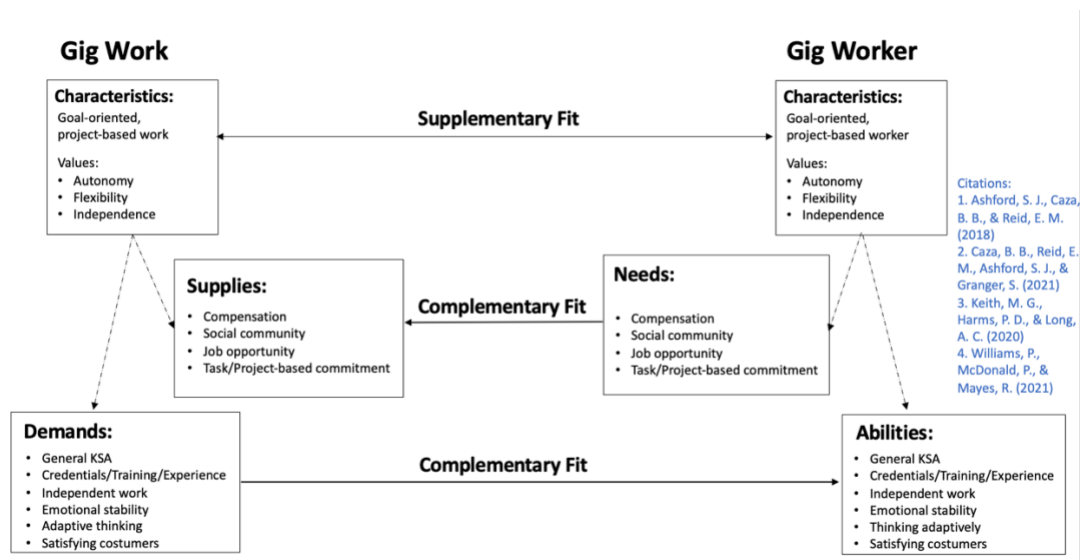 Gig Work
Gig Worker
Characteristics:
Goal-oriented,
project-based work
Values:
• Autonomy
• Flexibility
• Independence
Supplementary Fit
Characteristics:
Goal-oriented,
project-based worker
Values:
• Autonomy
• Flexibility
• Independence
Citations:
1. Ashford, S. J., Caza,
B. B., & Reid, E. M.
(2018)
2. Caza, B. B., Reid, E.
M., Ashford, S. J., &
Granger, S. (2021)
3. Keith, M. G.,
Harms, P. D., & Long,
A. C. (2020)
4. Williams, P.,
McDonald, P., &
Mayes, R. (2021)
Supplies:
• Compensation
• Social community
• Job opportunity
• Task/Project-based commitment
Complementary Fit
Needs:
• Compensation
• Social community
• Job opportunity
• Task/Project-based commitment
Demands:
• General KSA
• Credentials/Training/Experience
• Independent work
• Emotional stability
• Adaptive thinking
• Satisfying costumers
Complementary Fit
Abilities:
• General KSA
• Credentials/Training/Experience
• Independent work
• Emotional stability
• Thinking adaptively
• Satisfying costumers